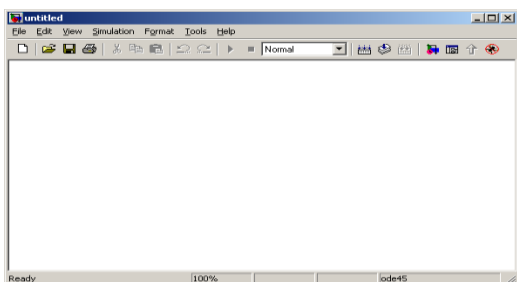 untitled
File Edit View Simulation Format Tools Help
Normal
Ready 100% ode45